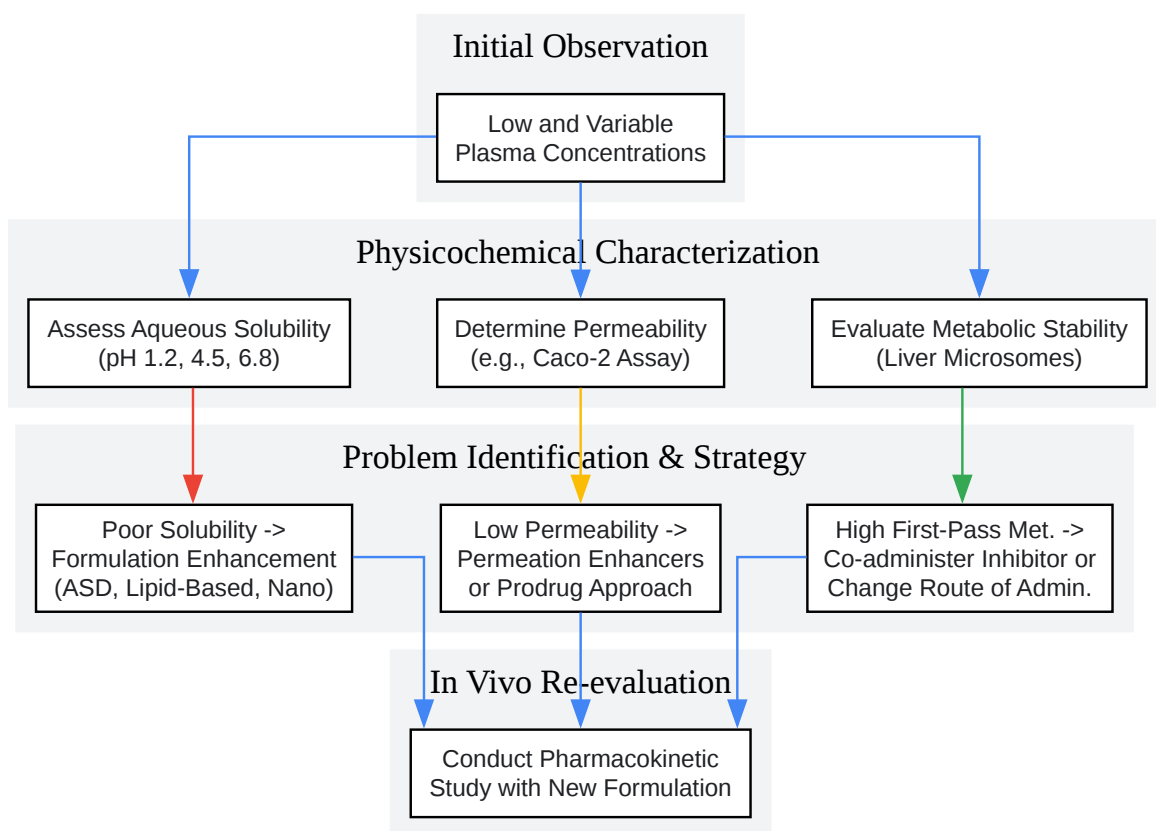 Initial Observation
Low and Variable
Plasma Concentrations
Physicochemical Characterization
Assess Aqueous Solubility
(pH 1.2, 4.5, 6.8)
Determine Permeability
(e.g., Caco-2 Assay)
Evaluate Metabolic Stability
(Liver Microsomes)
Problem Identification & Strategy
Poor Solubility ->
Formulation Enhancement
(ASD, Lipid-Based, Nano)
Low Permeability ->
Permeation Enhancers
or Prodrug Approach
High First-Pass Met. ->
Co-administer Inhibitor or
Change Route of Admin.
In Vivo Re-evaluation
Conduct Pharmacokinetic
Study with New Formulation